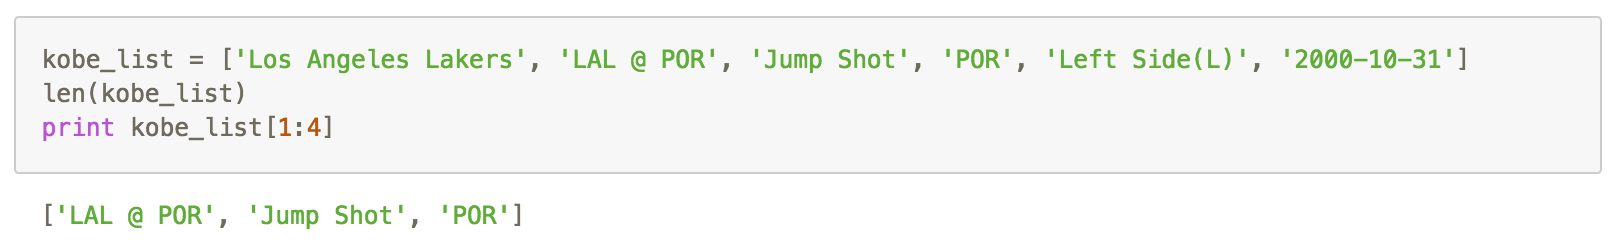 kobe_list = ['Los Angeles Lakers', 'LAL @ POR', 'Jump Shot', 'POR', 'Left Side(L)', '2000-10-31']
len(kobe_list)
print kobe_list[1:4]
['LAL @ POR', 'Jump Shot', 'POR']